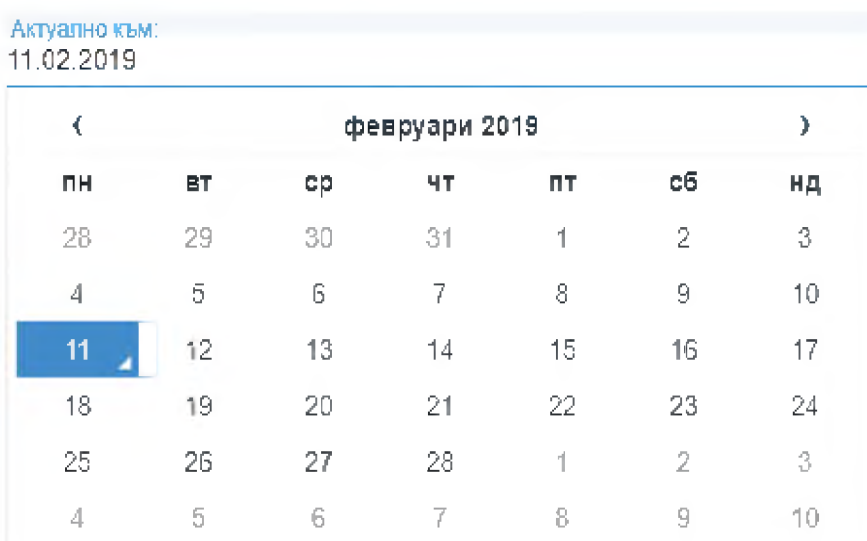 Актуално към:
11.02.2019
❬ февруари 2019 ❭
пн вт ср чт пт сб нд
28 29 30 31 1 2 3
4 5 6 7 8 9 10
11 12 13 14 15 16 17
18 19 20 21 22 23 24
25 26 27 28 1 2 3
4 5 6 7 8 9 10